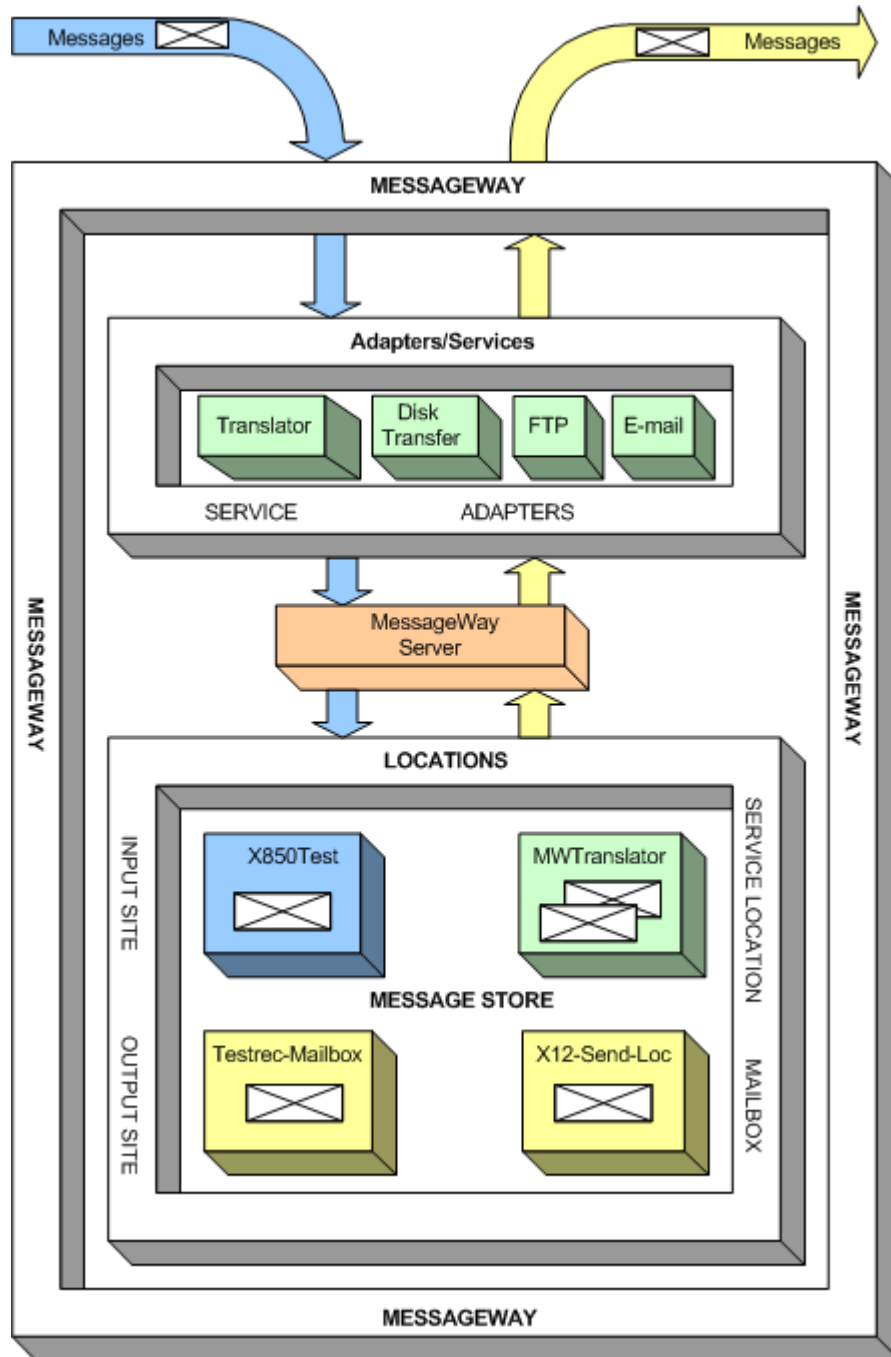 Messages
Messages
MESSAGEWAY
Adapters/Services
Translator
Disk
Transfer
FTP
E-mail
SERVICE
ADAPTERS
MESSAGEWAY
MESSAGEWAY
MessageWay
Server
LOCATIONS
INPUT SITE
X850Test
MWTranslator
SERVICE LOCATION
MESSAGE STORE
OUTPUT SITE
Testrec-Mailbox
X12-Send-Loc
MAILBOX
MESSAGEWAY